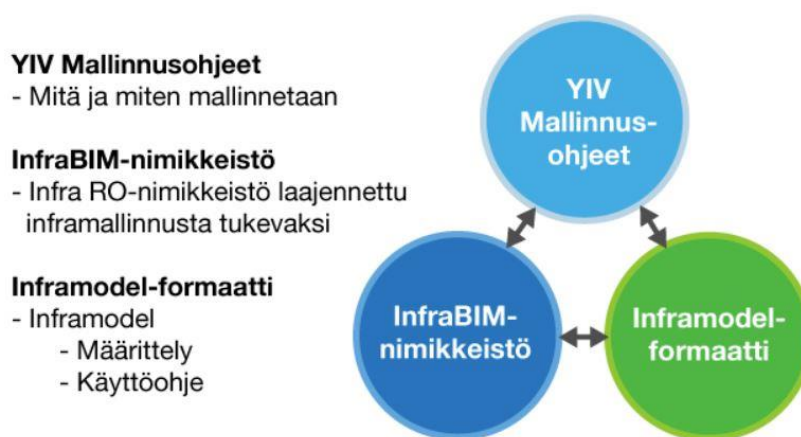 YIV Mallinnusohjeet
- Mitä ja miten mallinnetaan
InfraBIM-nimikkeistö
- Infra RO-nimikkeistö laajennettu
inframallinnusta tukevaksi
Inframodel-formaatti
- Inframodel
- Määrittely
- Käyttöohje
YIV
Mallinnus-
ohjeet
InfraBIM-
nimikkeistö
Inframodel-
formaatti